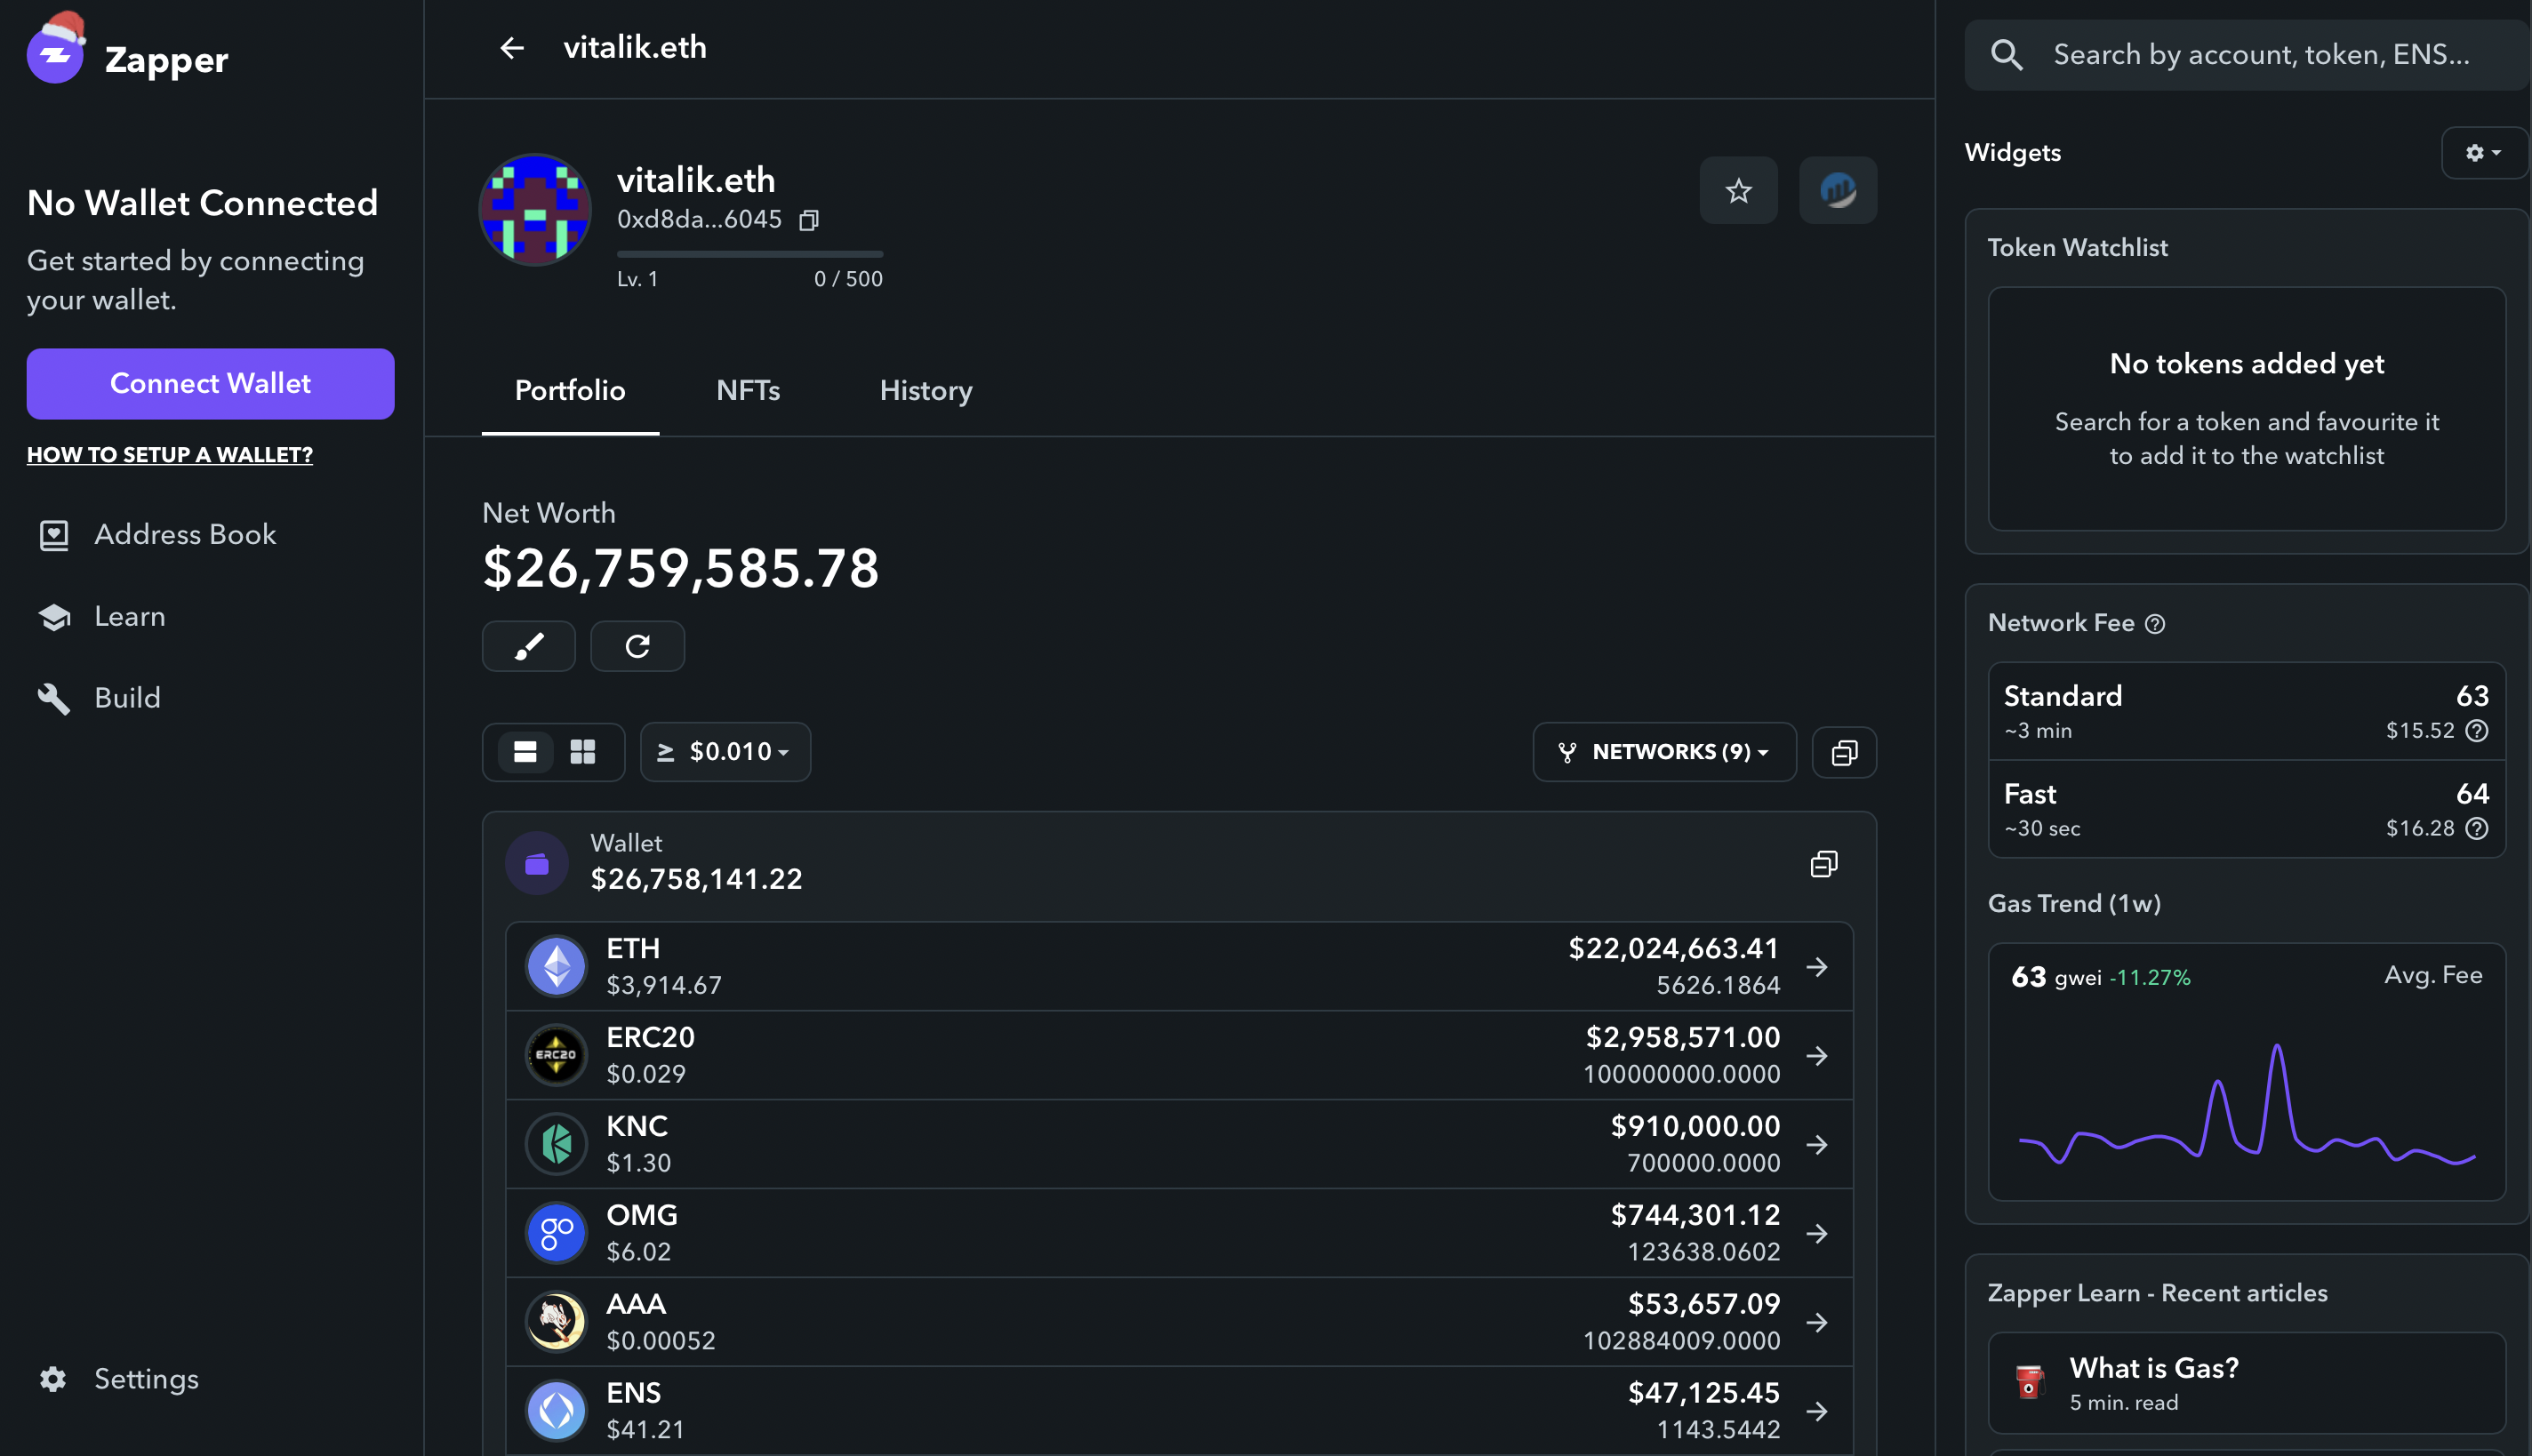 Zapper
No Wallet Connected
Get started by connecting
your wallet.
Connect Wallet
HOW TO SETUP A WALLET?
Address Book
Learn
Build
Settings
vitalik.eth
vitalik.eth
0xd8da...6045
Lv. 1 0 / 500
Portfolio NFTs History
Net Worth
$26,759,585.78
≥ $0.010
NETWORKS (9)
Wallet
$26,758,141.22
ETH $22,024,663.41
$3,914.67 5626.1864
ERC20
ERC20 $2,958,571.00
$0.029 100000000.0000
KNC $910,000.00
$1.30 700000.0000
OMG $744,301.12
$6.02 123638.0602
AAA $53,657.09
$0.00052 102884009.0000
ENS $47,125.45
$41.21 1143.5442
Search by account, token, ENS...
Widgets
Token Watchlist
No tokens added yet
Search for a token and favourite it
to add it to the watchlist
Network Fee
Standard 63
~3 min $15.52
Fast 64
~30 sec $16.28
Gas Trend (1w)
63 gwei -11.27% Avg. Fee
Zapper Learn - Recent articles
What is Gas?
5 min. read